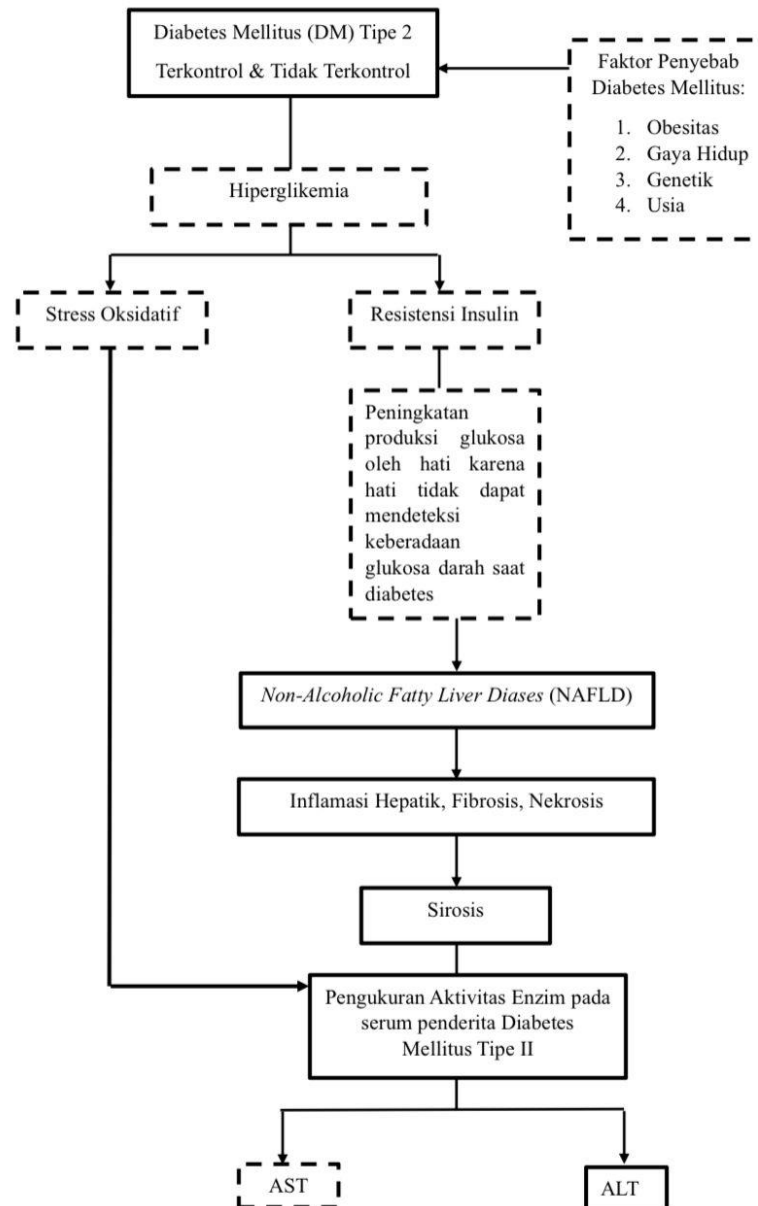 Diabetes Mellitus (DM) Tipe 2
Terkontrol & Tidak Terkontrol
Faktor Penyebab
Diabetes Mellitus:
1. Obesitas
2. Gaya Hidup
3. Genetik
4. Usia
Hiperglikemia
Stress Oksidatif
Resistensi Insulin
Peningkatan
produksi glukosa
oleh hati karena
hati tidak dapat
mendeteksi
keberadaan
glukosa darah saat
diabetes
Non-Alcoholic Fatty Liver Diases (NAFLD)
Inflamasi Hepatik, Fibrosis, Nekrosis
Sirosis
Pengukuran Aktivitas Enzim pada
serum penderita Diabetes
Mellitus Tipe II
AST
ALT